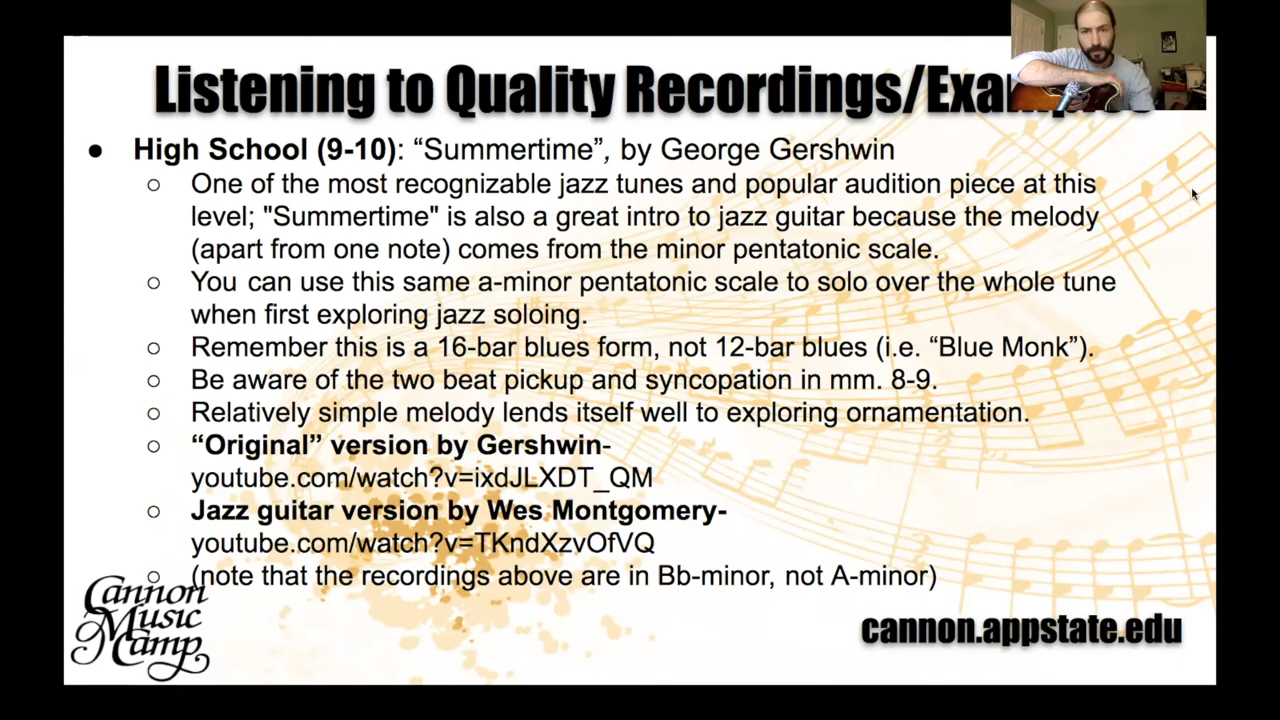 Listening to Quality Recordings/Exa
● High School (9-10): “Summertime”, by George Gershwin
○ One of the most recognizable jazz tunes and popular audition piece at this
level; "Summertime" is also a great intro to jazz guitar because the melody
(apart from one note) comes from the minor pentatonic scale.
○ You can use this same a-minor pentatonic scale to solo over the whole tune
when first exploring jazz soloing.
○ Remember this is a 16-bar blues form, not 12-bar blues (i.e. “Blue Monk”).
○ Be aware of the two beat pickup and syncopation in mm. 8-9.
○ Relatively simple melody lends itself well to exploring ornamentation.
○ “Original” version by Gershwin-
youtube.com/watch?v=ixdJLXDT_QM
○ Jazz guitar version by Wes Montgomery-
youtube.com/watch?v=TKndXzvOfVQ
○ (note that the recordings above are in Bb-minor, not A-minor)
Cannon
Music
Camp
cannon.appstate.edu